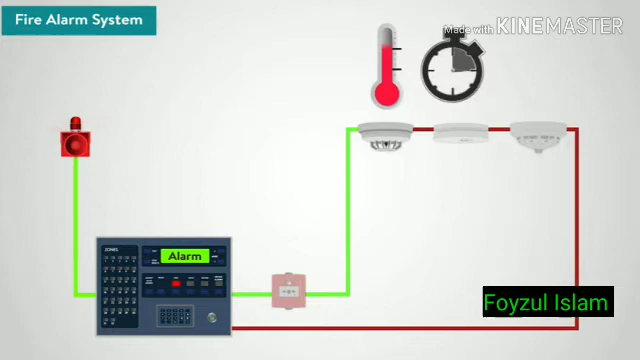 Fire Alarm System
Made with KINEMASTER
ZONES
Alarm
Foyzul Islam